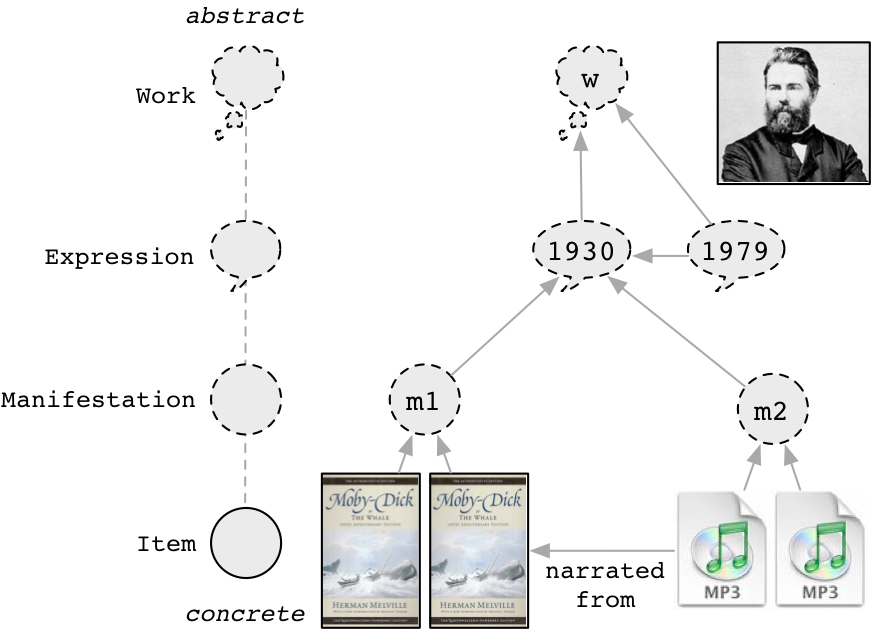 abstract
Work
w
Expression
1930
1979
Manifestation
m1
m2
Item
Moby-Dick
THE WHALE
HERMAN MELVILLE
Moby-Dick
THE WHALE
HERMAN MELVILLE
narrated
from
MP3
MP3
concrete